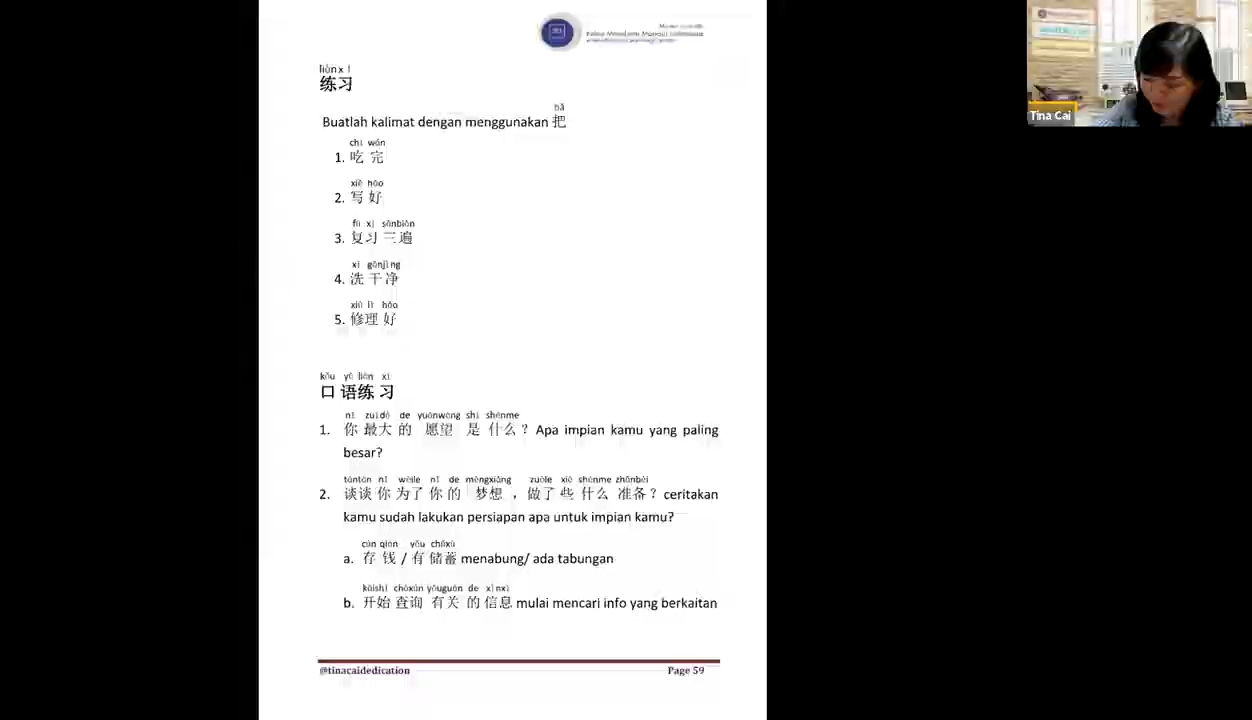 liàn xí
练习
bǎ
Buatlah kalimat dengan menggunakan 把
chī wán
1. 吃 完
xiě hǎo
2. 写 好
fù xí sānbiàn
3. 复习 三遍
xǐ gānjìng
4. 洗 干净
xiū lǐ hǎo
5. 修理 好
kǒu yǔ liàn xí
口 语练 习
nǐ zuìdà de yuànwàng shì shénme
1. 你 最大 的 愿望 是 什么? Apa impian kamu yang paling
besar?
tántán nǐ wèile nǐ de mèngxiǎng zuòle xiē shénme zhǔnbèi
2. 谈谈 你 为了 你 的 梦想 , 做了 些 什么 准备? ceritakan
kamu sudah lakukan persiapan apa untuk impian kamu?
cún qián yǒu chǔxù
a. 存 钱 / 有 储蓄 menabung/ ada tabungan
kāishǐ cháxún yǒuguān de xìnxī
b. 开始 查询 有关 的 信息 mulai mencari info yang berkaitan
@tinacaidedication Page 59
Tina Cai